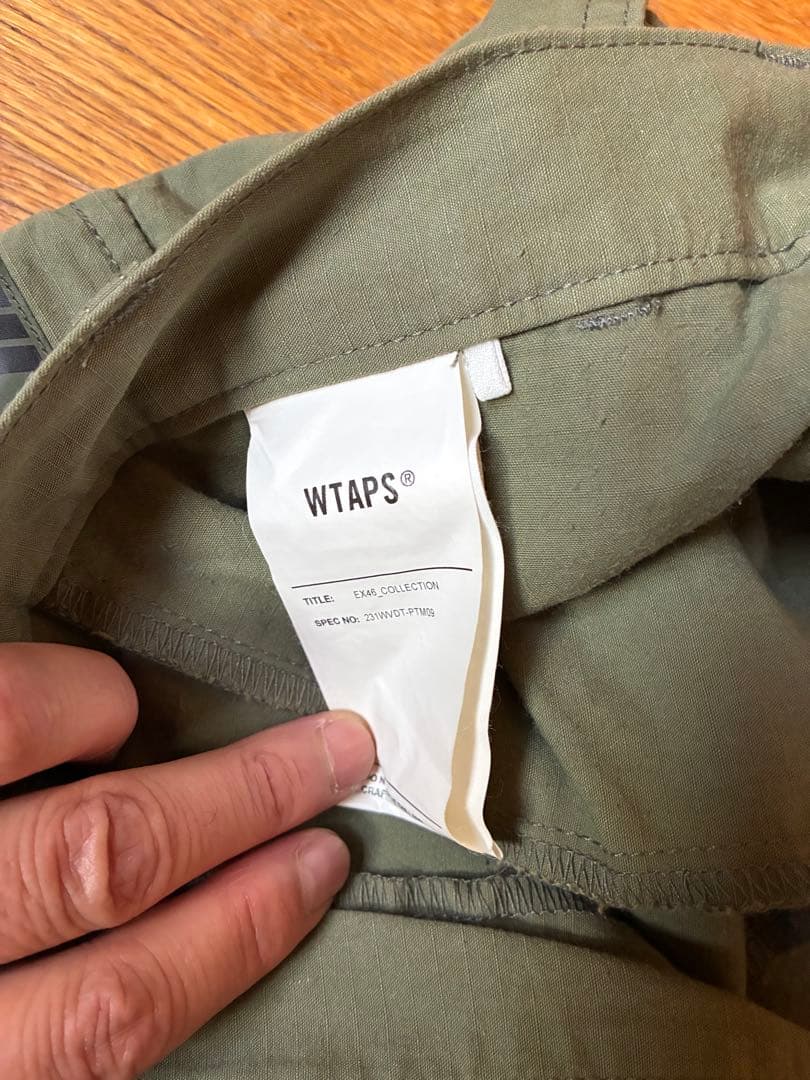 WTAPS®
TITLE: EX46_COLLECTION
SPEC NO: 231WVDT-PTM09